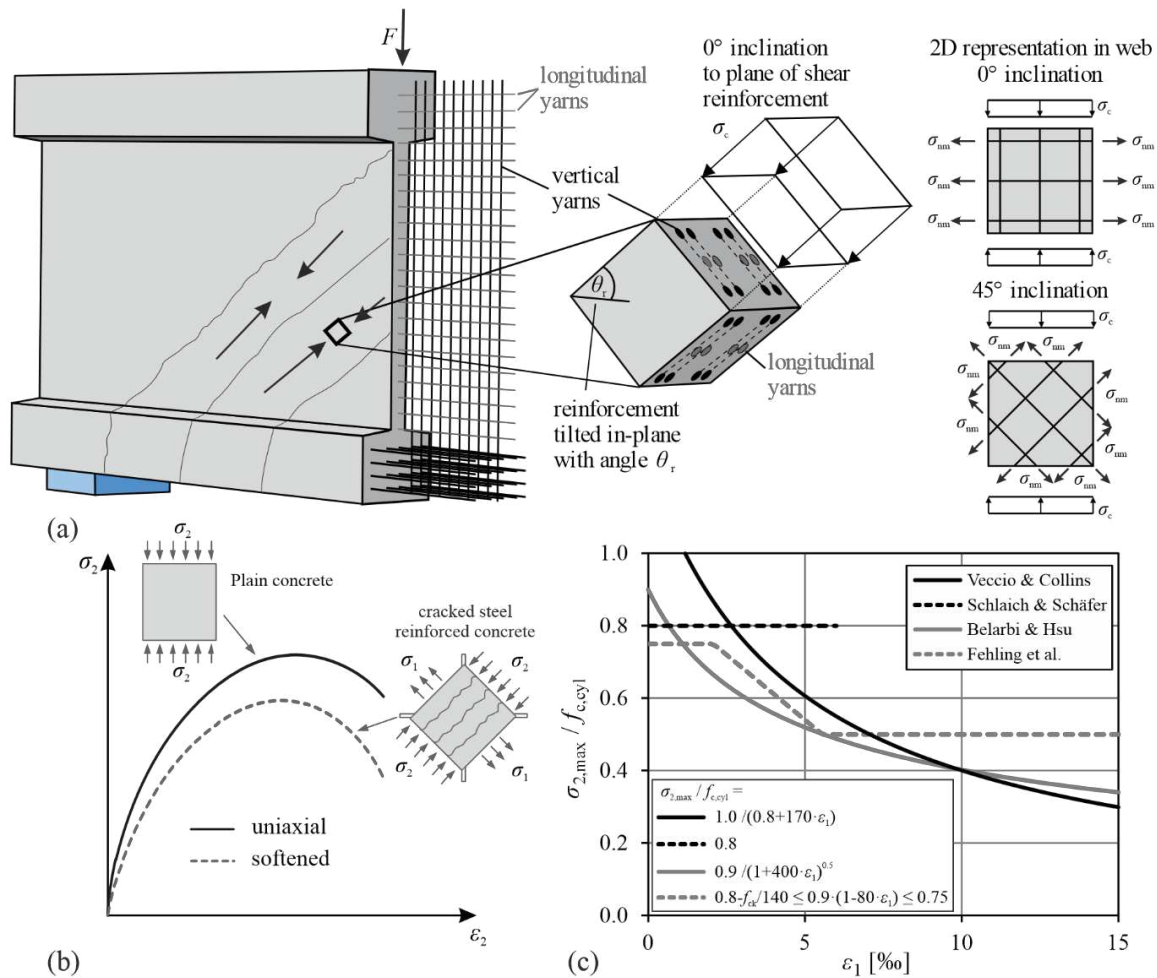 F
longitudinal
yarns
vertical
yarns
0° inclination
to plane of shear
reinforcement
σc
θr
longitudinal
yarns
reinforcement
tilted in-plane
with angle θr
2D representation in web
0° inclination
σc
σnm
σnm
σnm
σnm
σnm
σnm
σc
45° inclination
σc
σnm σnm
σnm
σnm
σnm
σnm
σnm
σnm σnm
σc
(a)
σ2
σ2
Plain concrete
σ2
cracked steel
reinforced concrete
σ1
σ2
σ2
σ1
uniaxial
softened
ε2
(b)
σ2,max / fc,cyl
1.0
0.8
0.6
0.4
0.2
0.0
Veccio & Collins
Schlaich & Schäfer
Belarbi & Hsu
Fehling et al.
σ2,max / fc,cyl =
1.0 /(0.8+170·ε1)
0.8
0.9 /(1+400·ε1)^0.5
0.8-fck/140 ≤ 0.9·(1-80·ε1) ≤ 0.75
0 5 10 15
ε1 [‰]
(c)